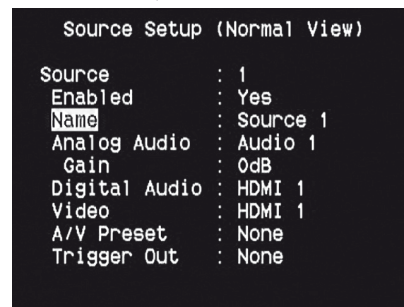 Source Setup (Normal View)
Source : 1
Enabled : Yes
Name : Source 1
Analog Audio : Audio 1
Gain : 0dB
Digital Audio : HDMI 1
Video : HDMI 1
A/V Preset : None
Trigger Out : None